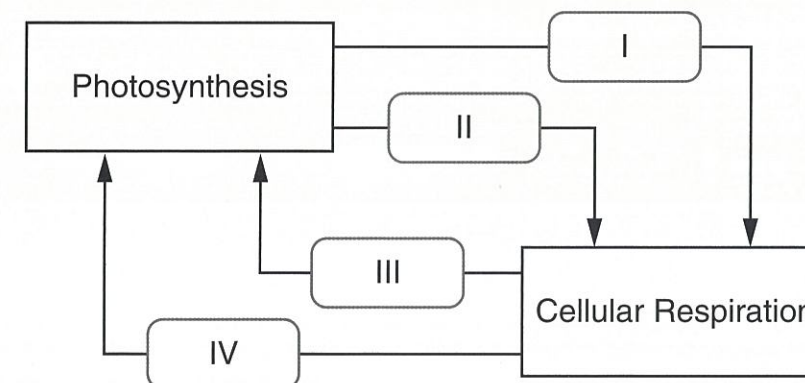 I
Photosynthesis
II
III
Cellular Respiration
IV